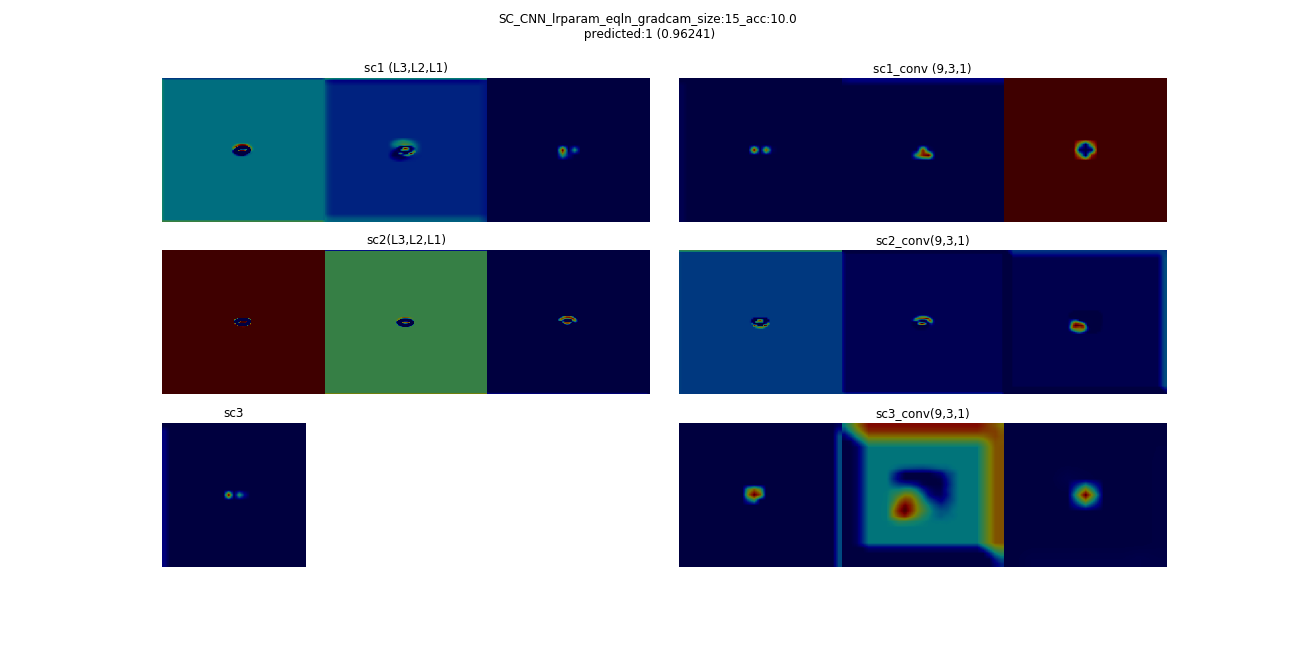 SC_CNN_lrparam_eqln_gradcam_size:15_acc:10.0
predicted:1 (0.96241)
sc1 (L3,L2,L1)
sc1_conv (9,3,1)
sc2(L3,L2,L1)
sc2_conv(9,3,1)
sc3
sc3_conv(9,3,1)